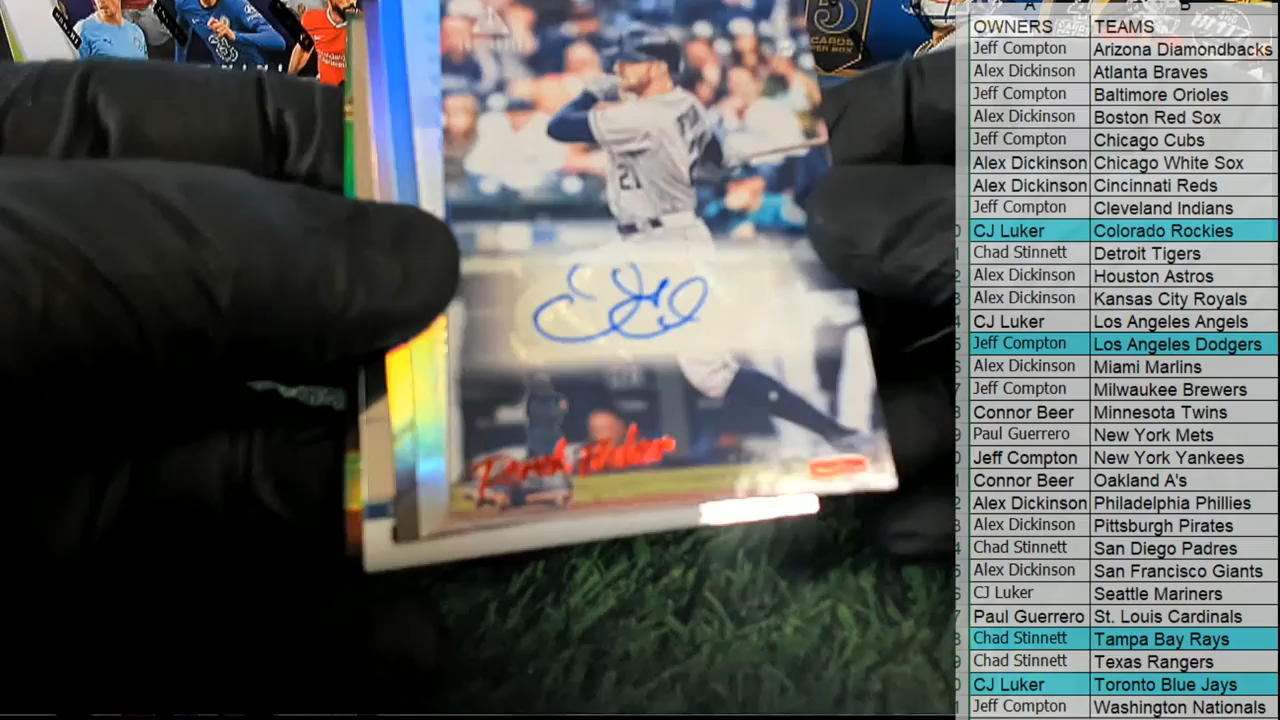 5
CARDS
PER BOX
21
Derek Fisher
A B
OWNERS TEAMS
Jeff Compton Arizona Diamondbacks
Alex Dickinson Atlanta Braves
Jeff Compton Baltimore Orioles
Alex Dickinson Boston Red Sox
Jeff Compton Chicago Cubs
Alex Dickinson Chicago White Sox
Alex Dickinson Cincinnati Reds
Jeff Compton Cleveland Indians
CJ Luker Colorado Rockies
Chad Stinnett Detroit Tigers
Alex Dickinson Houston Astros
Alex Dickinson Kansas City Royals
CJ Luker Los Angeles Angels
Jeff Compton Los Angeles Dodgers
Alex Dickinson Miami Marlins
Jeff Compton Milwaukee Brewers
Connor Beer Minnesota Twins
Paul Guerrero New York Mets
Jeff Compton New York Yankees
Connor Beer Oakland A's
Alex Dickinson Philadelphia Phillies
Alex Dickinson Pittsburgh Pirates
Chad Stinnett San Diego Padres
Alex Dickinson San Francisco Giants
CJ Luker Seattle Mariners
Paul Guerrero St. Louis Cardinals
Chad Stinnett Tampa Bay Rays
Chad Stinnett Texas Rangers
CJ Luker Toronto Blue Jays
Jeff Compton Washington Nationals